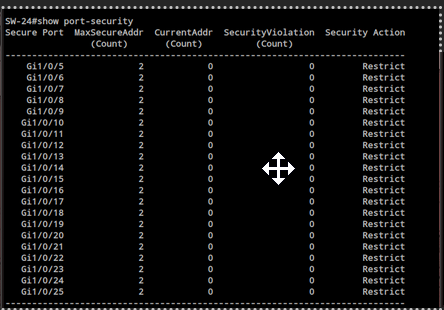 SW-24#show port-security
Secure Port  MaxSecureAddr  CurrentAddr  SecurityViolation  Security Action
                (Count)       (Count)          (Count)
---------------------------------------------------------------------------
    Gi1/0/5              2            0                  0         Restrict
    Gi1/0/6              2            0                  0         Restrict
    Gi1/0/7              2            0                  0         Restrict
    Gi1/0/8              2            0                  0         Restrict
    Gi1/0/9              2            0                  0         Restrict
   Gi1/0/10              2            0                  0         Restrict
   Gi1/0/11              2            0                  0         Restrict
   Gi1/0/12              2            0                  0         Restrict
   Gi1/0/13              2            0                  0         Restrict
   Gi1/0/14              2            0                  0         Restrict
   Gi1/0/15              2            0                  0         Restrict
   Gi1/0/16              2            0                  0         Restrict
   Gi1/0/17              2            0                  0         Restrict
   Gi1/0/18              2            0                  0         Restrict
   Gi1/0/19              2            0                  0         Restrict
   Gi1/0/20              2            0                  0         Restrict
   Gi1/0/21              2            0                  0         Restrict
   Gi1/0/22              2            0                  0         Restrict
   Gi1/0/23              2            0                  0         Restrict
   Gi1/0/24              2            0                  0         Restrict
   Gi1/0/25              2            0                  0         Restrict
---------------------------------------------------------------------------